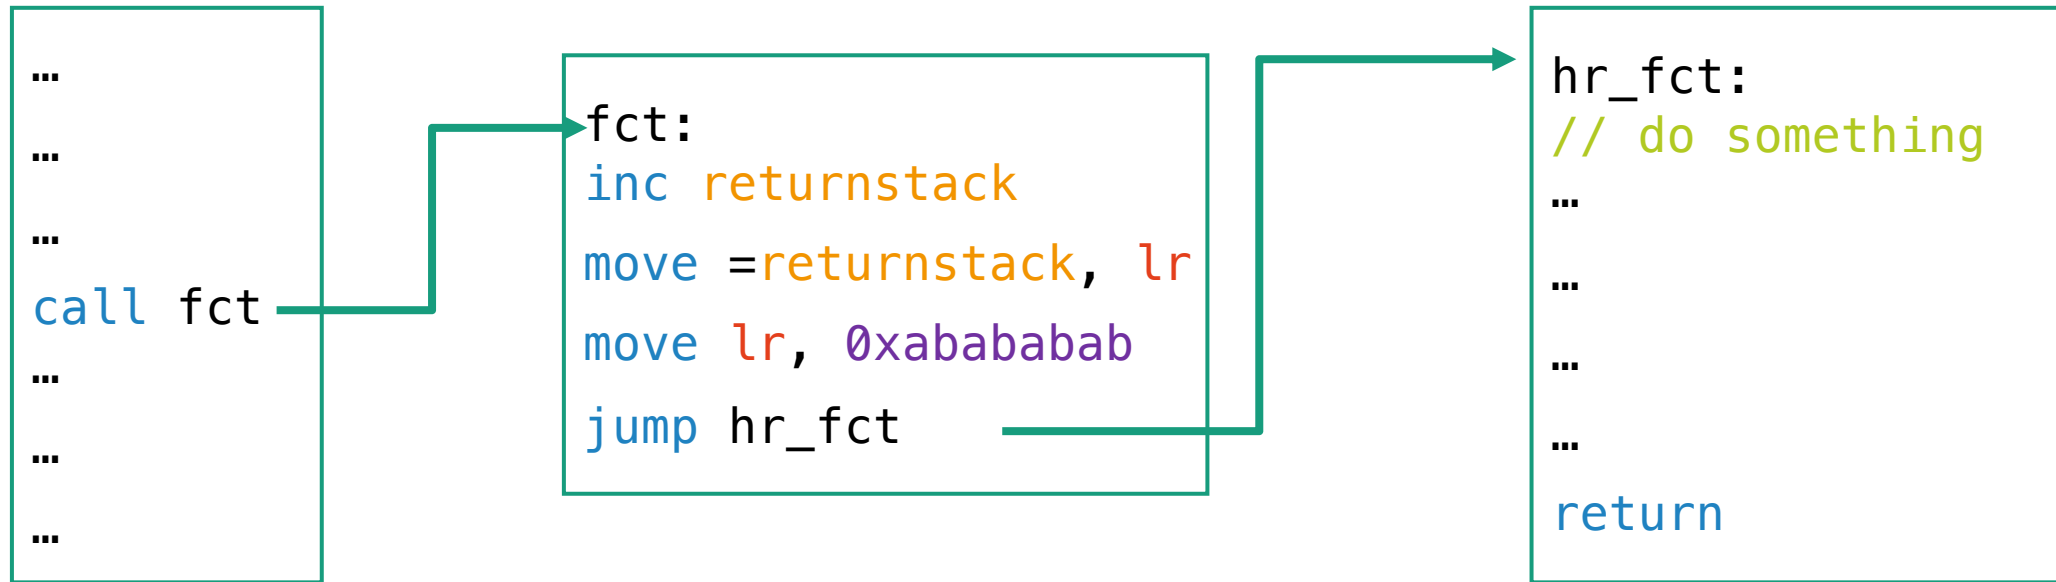 …
…
…
call fct
…
…
…
fct:
inc returnstack
move =returnstack, lr
move lr, 0xabababab
jump hr_fct
hr_fct:
// do something
…
…
…
…
return